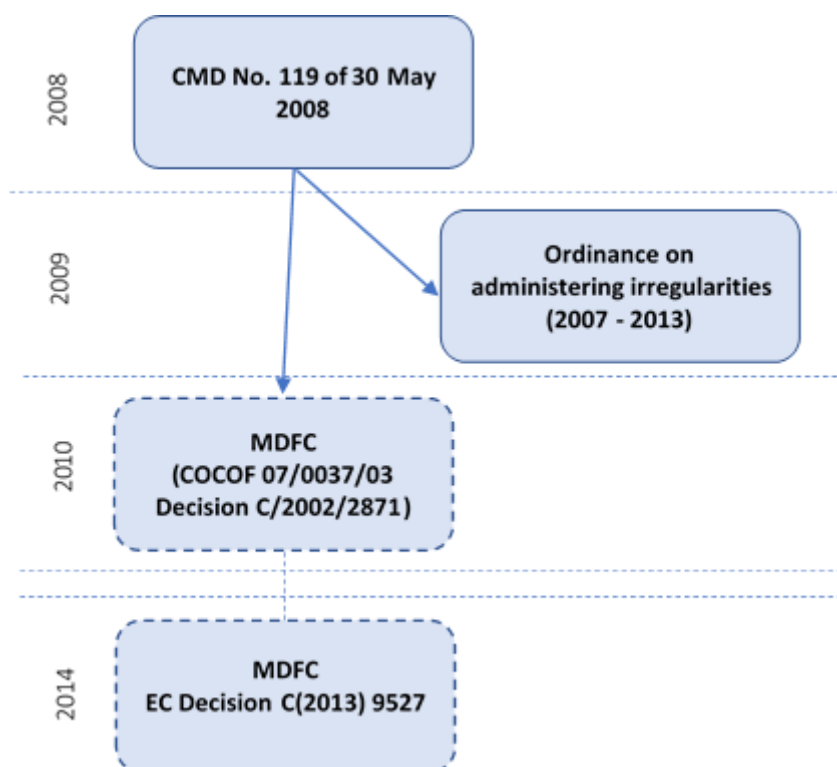 2008
CMD No. 119 of 30 May
2008
2009
Ordinance on
administering irregularities
(2007 - 2013)
2010
MDFC
(COCOF 07/0037/03
Decision C/2002/2871)
2014
MDFC
EC Decision C(2013) 9527